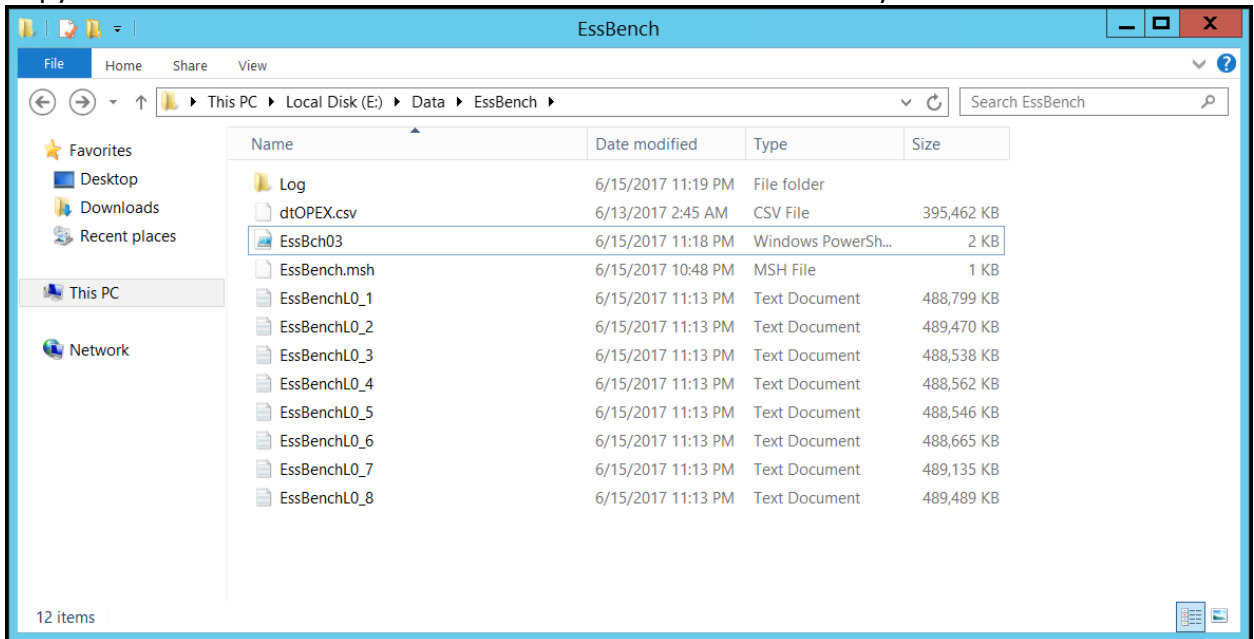 EssBench
File Home Share View
This PC Local Disk (E:) Data EssBench Search EssBench
Favorites
Desktop
Downloads
Recent places
This PC
Network
Name Date modified Type Size
Log 6/15/2017 11:19 PM File folder
dtOPEX.csv 6/13/2017 2:45 AM CSV File 395,462 KB
EssBch03 6/15/2017 11:18 PM Windows PowerSh... 2 KB
EssBench.msh 6/15/2017 10:48 PM MSH File 1 KB
EssBenchL0_1 6/15/2017 11:13 PM Text Document 488,799 KB
EssBenchL0_2 6/15/2017 11:13 PM Text Document 489,470 KB
EssBenchL0_3 6/15/2017 11:13 PM Text Document 488,538 KB
EssBenchL0_4 6/15/2017 11:13 PM Text Document 488,562 KB
EssBenchL0_5 6/15/2017 11:13 PM Text Document 488,546 KB
EssBenchL0_6 6/15/2017 11:13 PM Text Document 488,665 KB
EssBenchL0_7 6/15/2017 11:13 PM Text Document 489,135 KB
EssBenchL0_8 6/15/2017 11:13 PM Text Document 489,489 KB
12 items